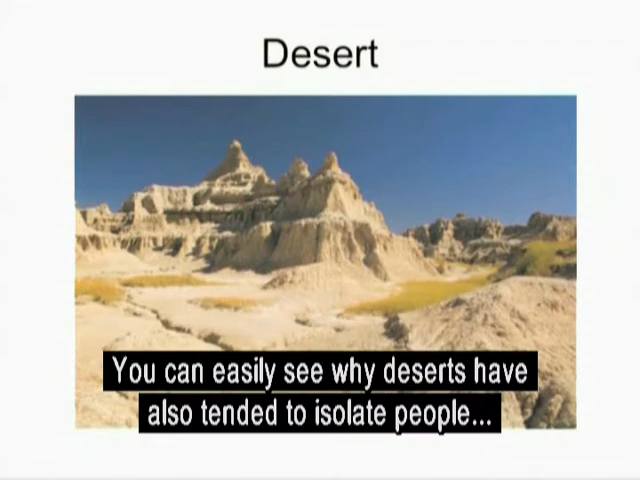 Desert
You can easily see why deserts have
also tended to isolate people...